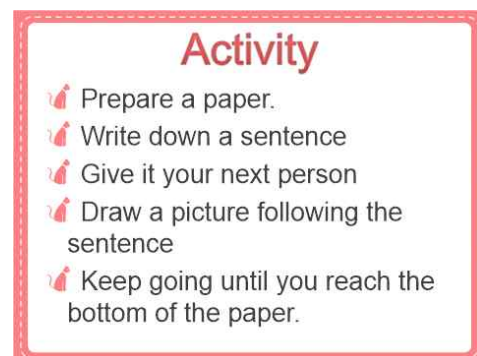 Activity
Prepare a paper.
Write down a sentence
Give it your next person
Draw a picture following the
sentence
Keep going until you reach the
bottom of the paper.